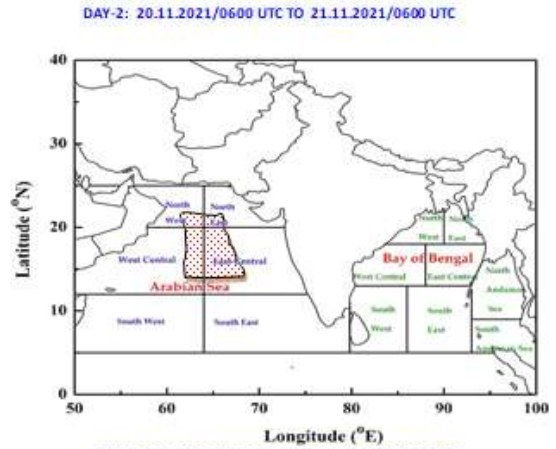 DAY-2: 20.11.2021/0600 UTC TO 21.11.2021/0600 UTC
40
30
20
10
0
Latitude (°N)
North
West
North
East
West Central
East Central
Arabian Sea
South West
South East
North
West
North
East
Bay of Bengal
West Central
East Central
North
Andaman
Sea
South
West
South
East
South
Andaman Sea
50
60
70
80
90
100
Longitude (°E)